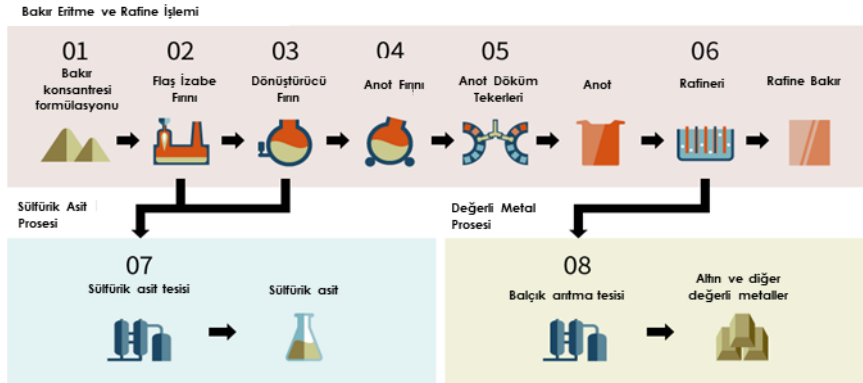 Bakır Eritme ve Rafine İşlemi
01
Bakır
konsantresi
formülasyonu
02
Flaş İzabe
Fırını
03
Dönüştürücü
Fırın
04
Anot Fırını
05
Anot Döküm
Tekerleri
Anot
06
Rafineri
Rafine Bakır
Sülfürik Asit
Prosesi
07
Sülfürik asit tesisi
Sülfürik asit
Değerli Metal
Prosesi
08
Balçık arıtma tesisi
Altın ve diğer
değerli metaller